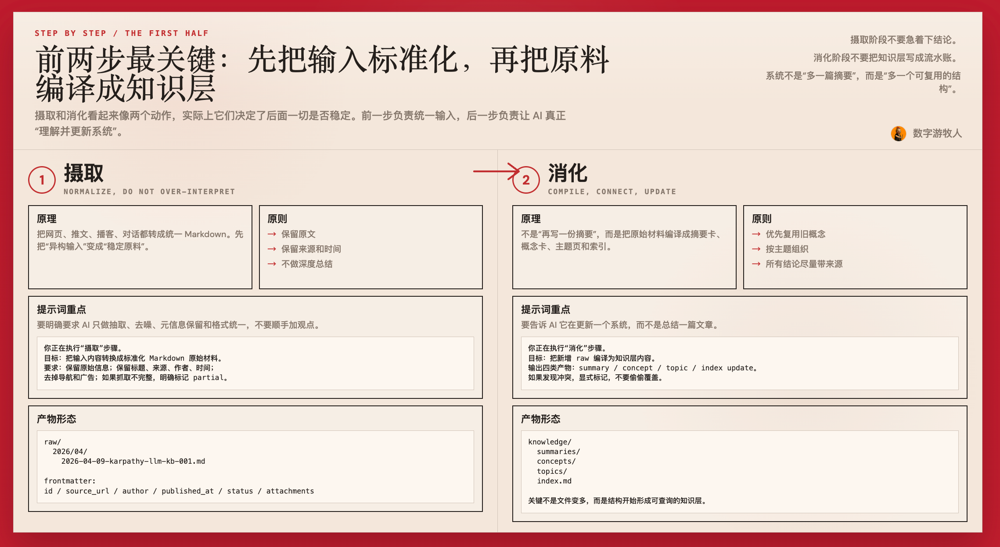 STEP BY STEP / THE FIRST HALF
前两步最关键：先把输入标准化，再把原料
编译成知识层
摄取和消化看起来像两个动作，实际上它们决定了后面一切是否稳定。前一步负责统一输入，后一步负责让 AI 真正
“理解并更新系统”。
摄取阶段不要急着下结论。
消化阶段不要把知识层写成流水账。
系统不是“多一篇摘要”，而是“多一个可复用的结
构”。
数字游牧人
1
摄取
NORMALIZE, DO NOT OVER-INTERPRET
原理
把网页、推文、播客、对话都转成统一 Markdown。先
把“异构输入”变成“稳定原料”。
原则
→ 保留原文
→ 保留来源和时间
→ 不做深度总结
提示词重点
要明确要求 AI 只做抽取、去噪、元信息保留和格式统一，不要顺手加观点。
你正在执行“摄取”步骤。
目标：把输入内容转换成标准化 Markdown 原始材料。
要求：保留原始信息；保留标题、来源、作者、时间；
去掉导航和广告；如果抓取不完整，明确标记 partial。
产物形态
raw/
2026/04/
2026-04-09-karpathy-llm-kb-001.md
frontmatter:
id / source_url / author / published_at / status / attachments
2
消化
COMPILE, CONNECT, UPDATE
原理
不是“再写一份摘要”，而是把原始材料编译成摘要卡、
概念卡、主题页和索引。
原则
→ 优先复用旧概念
→ 按主题组织
→ 所有结论尽量带来源
提示词重点
要告诉 AI 它在更新一个系统，而不是总结一篇文章。
你正在执行“消化”步骤。
目标：把新增 raw 编译为知识层内容。
输出四类产物：summary / concept / topic / index update。
如果发现冲突，显式标记，不要偷偷覆盖。
产物形态
knowledge/
summaries/
concepts/
topics/
index.md
关键不是文件变多，而是结构开始形成可查询的知识层。